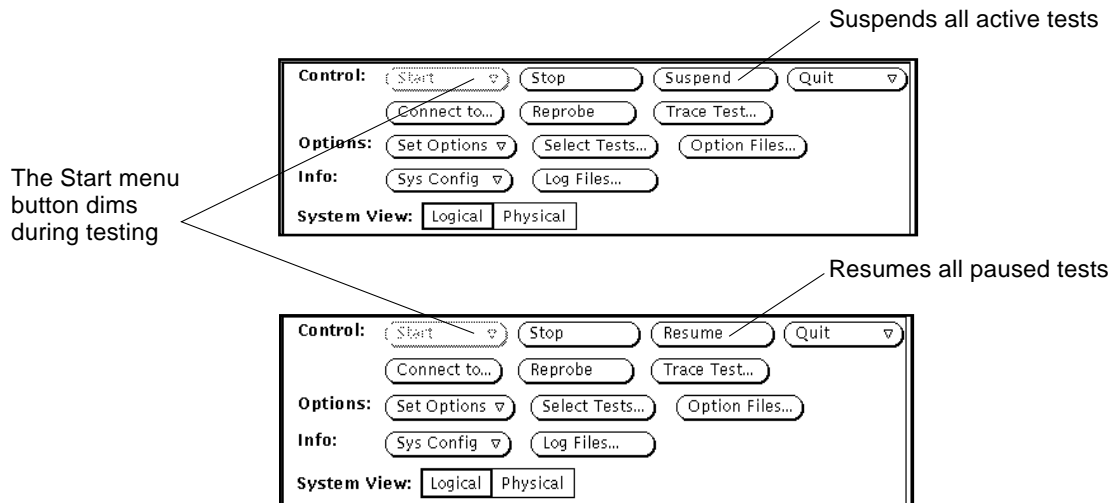 Suspends all active tests
Control: Start Stop Suspend Quit
Connect to... Reprobe Trace Test...
Options: Set Options Select Tests... Option Files...
Info: Sys Config Log Files...
System View: Logical Physical
The Start menu
button dims
during testing
Resumes all paused tests
Control: Start Stop Resume Quit
Connect to... Reprobe Trace Test...
Options: Set Options Select Tests... Option Files...
Info: Sys Config Log Files...
System View: Logical Physical